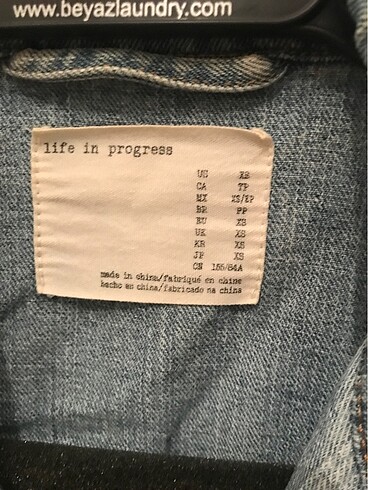 www.beyazlaundry.com
life in progress
US XS
CA TP
MX XS/EP
BR PP
EU XS
UK XS
KR XS
JP XS
CN 155/84A
made in china/fabriqué en chine
hecho en china/fabricado na china